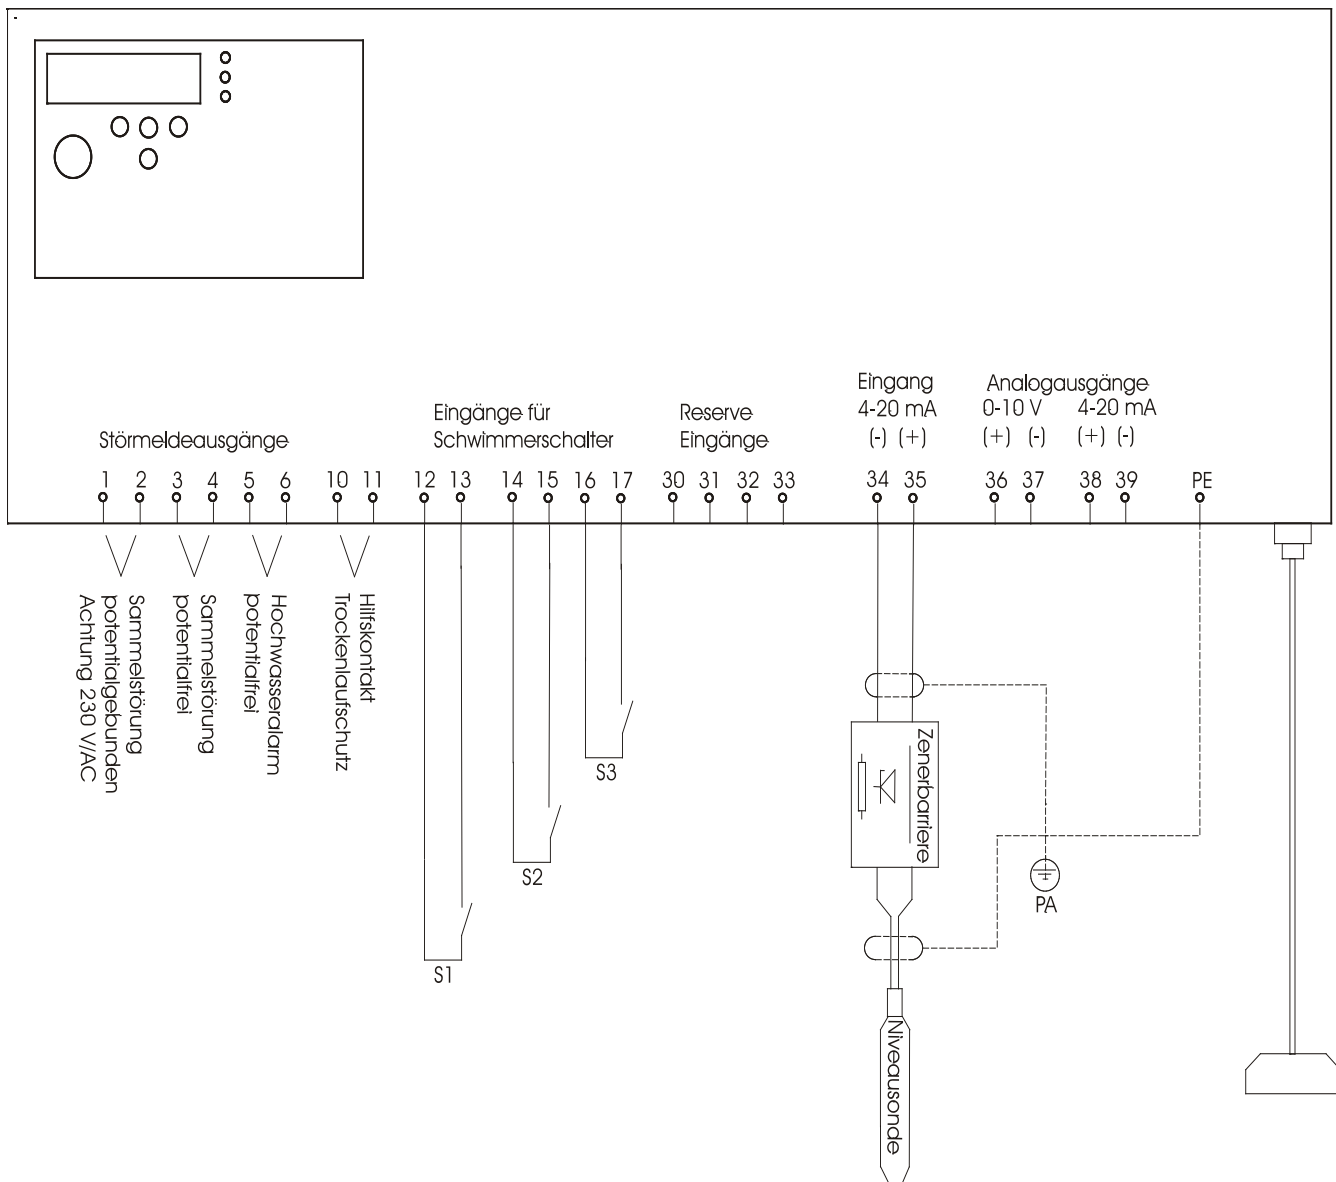 Störmeldeausgänge
Eingänge für
Schwimmerschalter
Reserve
Eingänge
Eingang
4-20 mA
(-) (+)
Analogausgänge
0-10 V 4-20 mA
(+) (-) (+) (-)
1 2 3 4 5 6 10 11 12 13 14 15 16 17 30 31 32 33 34 35 36 37 38 39 PE
Sammelstörung
potentialgebunden
Achtung 230 V/AC
Sammelstörung
potentialfrei
Hochwasseralarm
potentialfrei
Hilfskontakt
Trockenlaufschutz
S1
S2
S3
Zenerbarriere
PA
Niveausonde